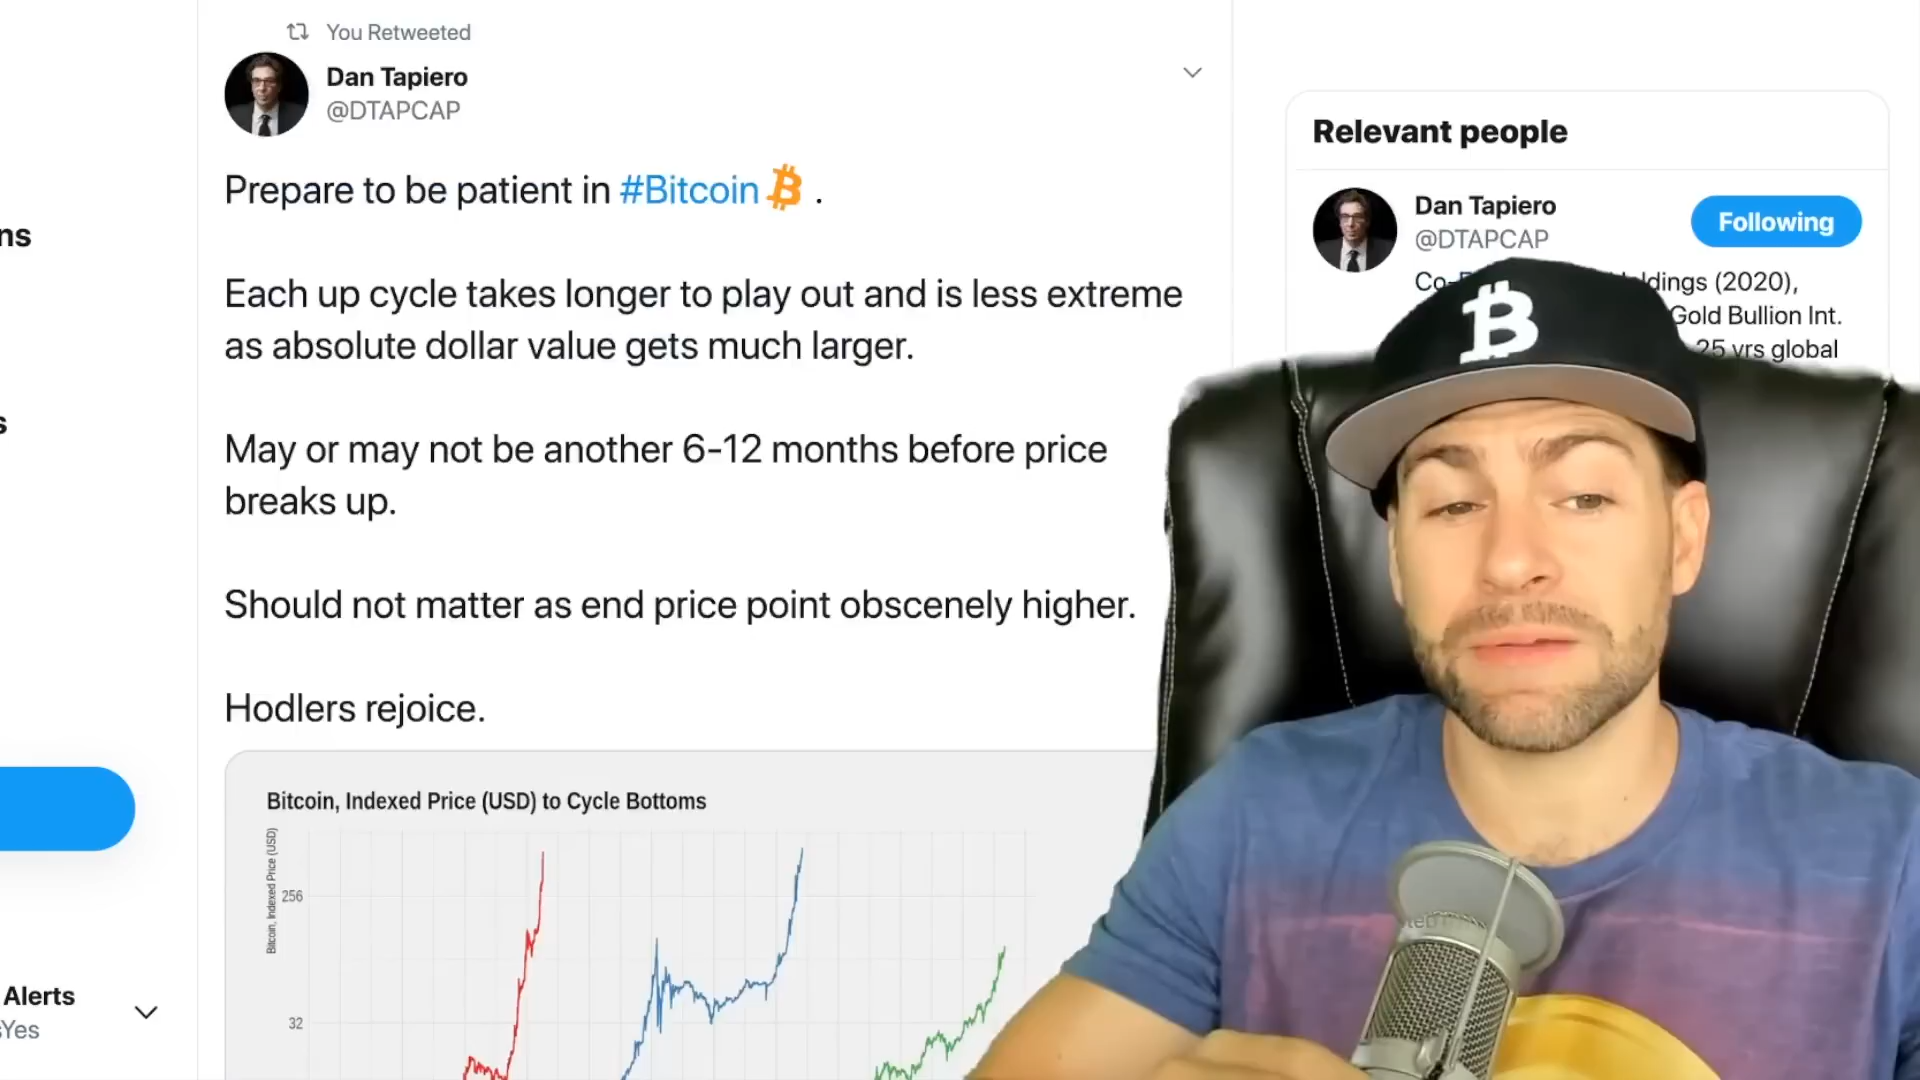 You Retweeted
Dan Tapiero
@DTAPCAP
Prepare to be patient in #Bitcoin .
Each up cycle takes longer to play out and is less extreme
as absolute dollar value gets much larger.
May or may not be another 6-12 months before price
breaks up.
Should not matter as end price point obscenely higher.
Hodlers rejoice.
Bitcoin, Indexed Price (USD) to Cycle Bottoms
Bitcoin, Indexed Price (USD)
256
32
Relevant people
Dan Tapiero
@DTAPCAP
Following
ldings (2020),
Gold Bullion Int.
25 yrs global
ns
s
Alerts
Yes